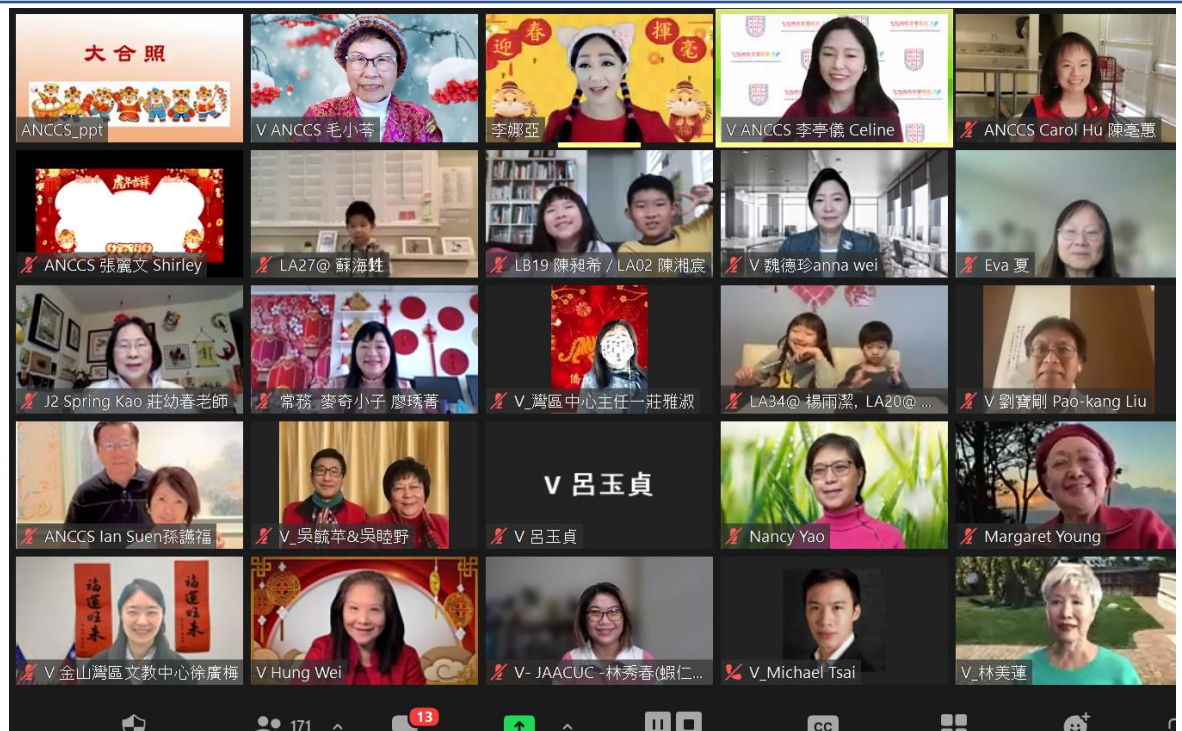 大合照
ANCCS_ppt
V ANCCS 毛小苓
迎春
揮毫
李娜亞
V ANCCS 李亭儀 Celine
ANCCS Carol Hu 陳毫蕙
虎年吉祥
ANCCS 張麗文 Shirley
LA27@ 蘇海甡
LB19 陳昶希 / LA02 陳湘宸
V 魏德珍anna wei
Eva 夏
J2 Spring Kao 莊幼春老師
常務_麥奇小子 廖琇菁
V_灣區中心主任—莊雅淑
LA34@ 楊雨潔, LA20@ ...
V 劉寶剛 Pao-kang Liu
ANCCS Ian Suen孫議福
V_吳毓苹&吳睦野
V 呂玉貞
V 呂玉貞
Nancy Yao
Margaret Young
福運旺來
福運旺來
V 金山灣區文教中心徐廣梅
V Hung Wei
V- JAACUC -林秀春(蝦仁...
V_Michael Tsai
V_林美蓮
171
13
CC